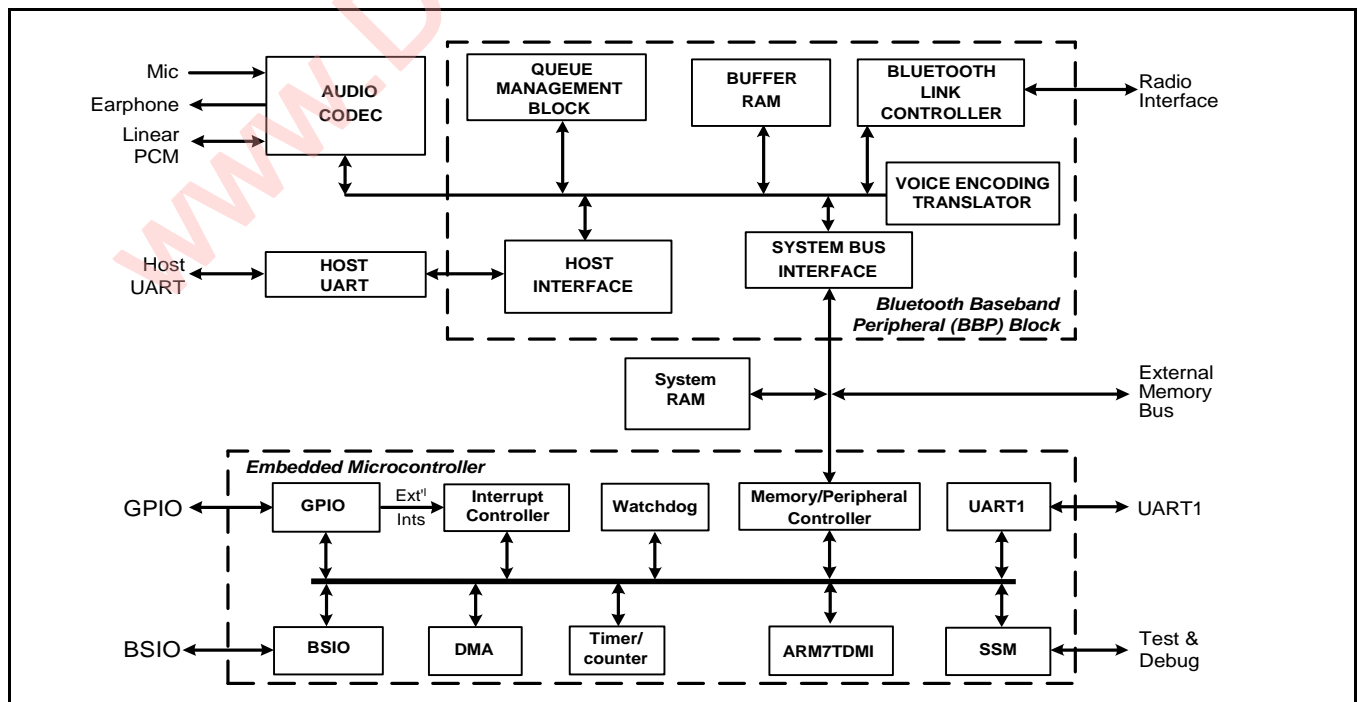 www.D
Mic
Earphone
Linear
PCM
AUDIO
CODEC
QUEUE
MANAGEMENT
BLOCK
BUFFER
RAM
BLUETOOTH
LINK
CONTROLLER
Radio
Interface
VOICE ENCODING
TRANSLATOR
Host
UART
HOST
UART
HOST
INTERFACE
SYSTEM BUS
INTERFACE
Bluetooth Baseband
Peripheral (BBP) Block
System
RAM
External
Memory
Bus
Embedded Microcontroller
GPIO
GPIO
Ext'l
Ints
Interrupt
Controller
Watchdog
Memory/Peripheral
Controller
UART1
UART1
BSIO
BSIO
DMA
Timer/
counter
ARM7TDMI
SSM
Test &
Debug